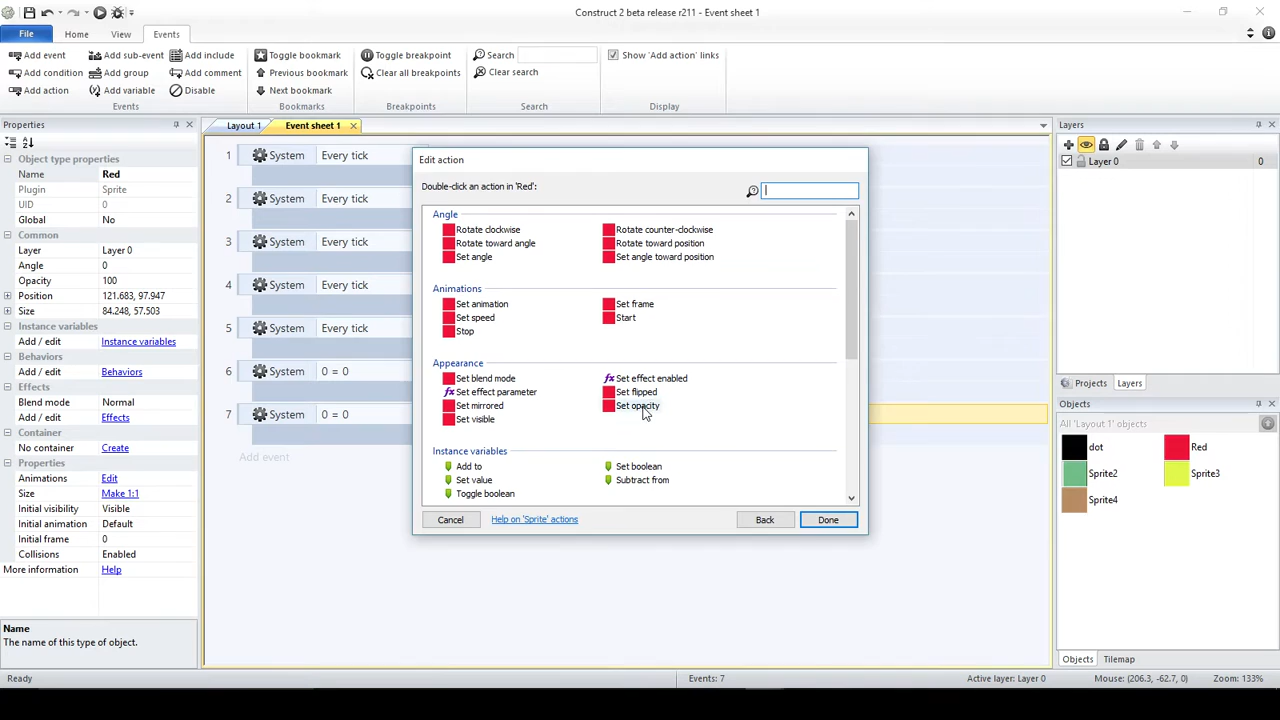 Construct 2 beta release r211 - Event sheet 1
File
Home
View
Events
Add event
Add sub-event
Add include
Add condition
Add group
Add comment
Add action
Add variable
Disable
Events
Toggle bookmark
Previous bookmark
Next bookmark
Bookmarks
Toggle breakpoint
Clear all breakpoints
Breakpoints
Search
Clear search
Search
Show 'Add action' links
Display
Properties
Object type properties
Name Red
Plugin Sprite
UID 0
Global No
Common
Layer Layer 0
Angle 0
Opacity 100
Position 121.683, 97.947
Size 84.248, 57.503
Instance variables
Add / edit Instance variables
Behaviors
Add / edit Behaviors
Effects
Blend mode Normal
Add / edit Effects
Container
No container Create
Properties
Animations Edit
Size Make 1:1
Initial visibility Visible
Initial animation Default
Initial frame 0
Collisions Enabled
More information Help
Name
The name of this type of object.
Layout 1
Event sheet 1
1 System Every tick
2 System Every tick
3 System Every tick
4 System Every tick
5 System Every tick
6 System 0 = 0
7 System 0 = 0
Add event
Edit action
Double-click an action in 'Red':
Angle
Rotate clockwise
Rotate counter-clockwise
Rotate toward angle
Rotate toward position
Set angle
Set angle toward position
Animations
Set animation
Set frame
Set speed
Start
Stop
Appearance
Set blend mode
fx Set effect enabled
fx Set effect parameter
Set flipped
Set mirrored
Set opacity
Set visible
Instance variables
Add to
Set boolean
Set value
Subtract from
Toggle boolean
Cancel
Help on 'Sprite' actions
Back
Done
Layers
Layer 0 0
Projects
Layers
Objects
All 'Layout 1' objects
dot
Red
Sprite2
Sprite3
Sprite4
Objects
Tilemap
Ready
Events: 7
Active layer: Layer 0
Mouse: (206.3, -62.7, 0)
Zoom: 133%